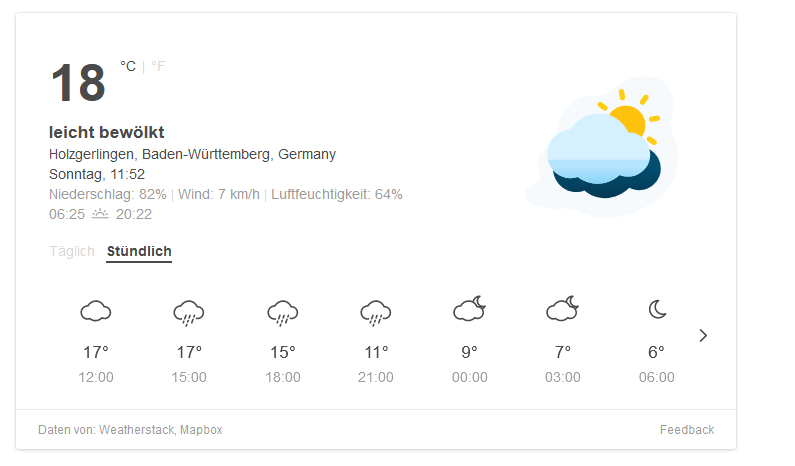 18 °C | °F
leicht bewölkt
Holzgerlingen, Baden-Württemberg, Germany
Sonntag, 11:52
Niederschlag: 82% | Wind: 7 km/h | Luftfeuchtigkeit: 64%
06:25 20:22
Täglich Stündlich
17° 17° 15° 11° 9° 7° 6°
12:00 15:00 18:00 21:00 00:00 03:00 06:00
Daten von: Weatherstack, Mapbox Feedback